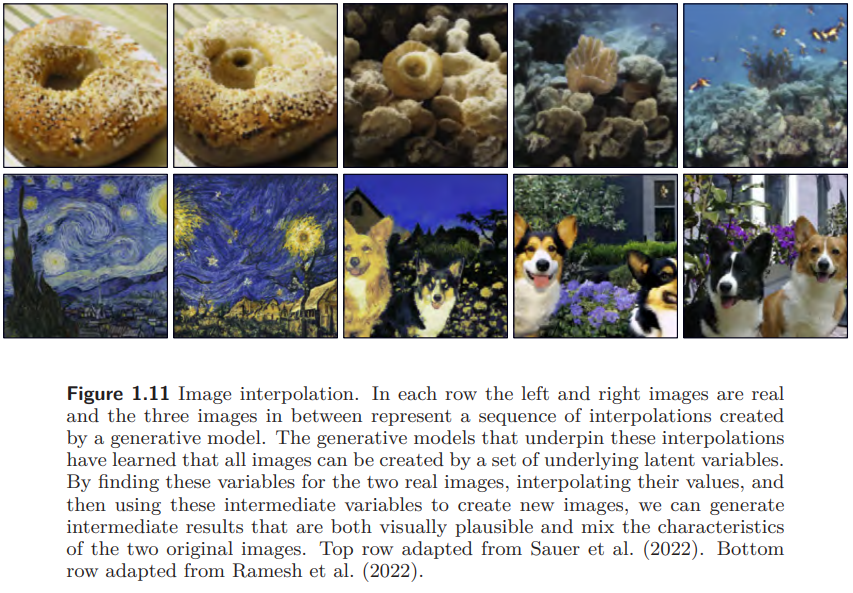 Figure 1.11 Image interpolation. In each row the left and right images are real
and the three images in between represent a sequence of interpolations created
by a generative model. The generative models that underpin these interpolations
have learned that all images can be created by a set of underlying latent variables.
By finding these variables for the two real images, interpolating their values, and
then using these intermediate variables to create new images, we can generate
intermediate results that are both visually plausible and mix the characteristics
of the two original images. Top row adapted from Sauer et al. (2022). Bottom
row adapted from Ramesh et al. (2022).